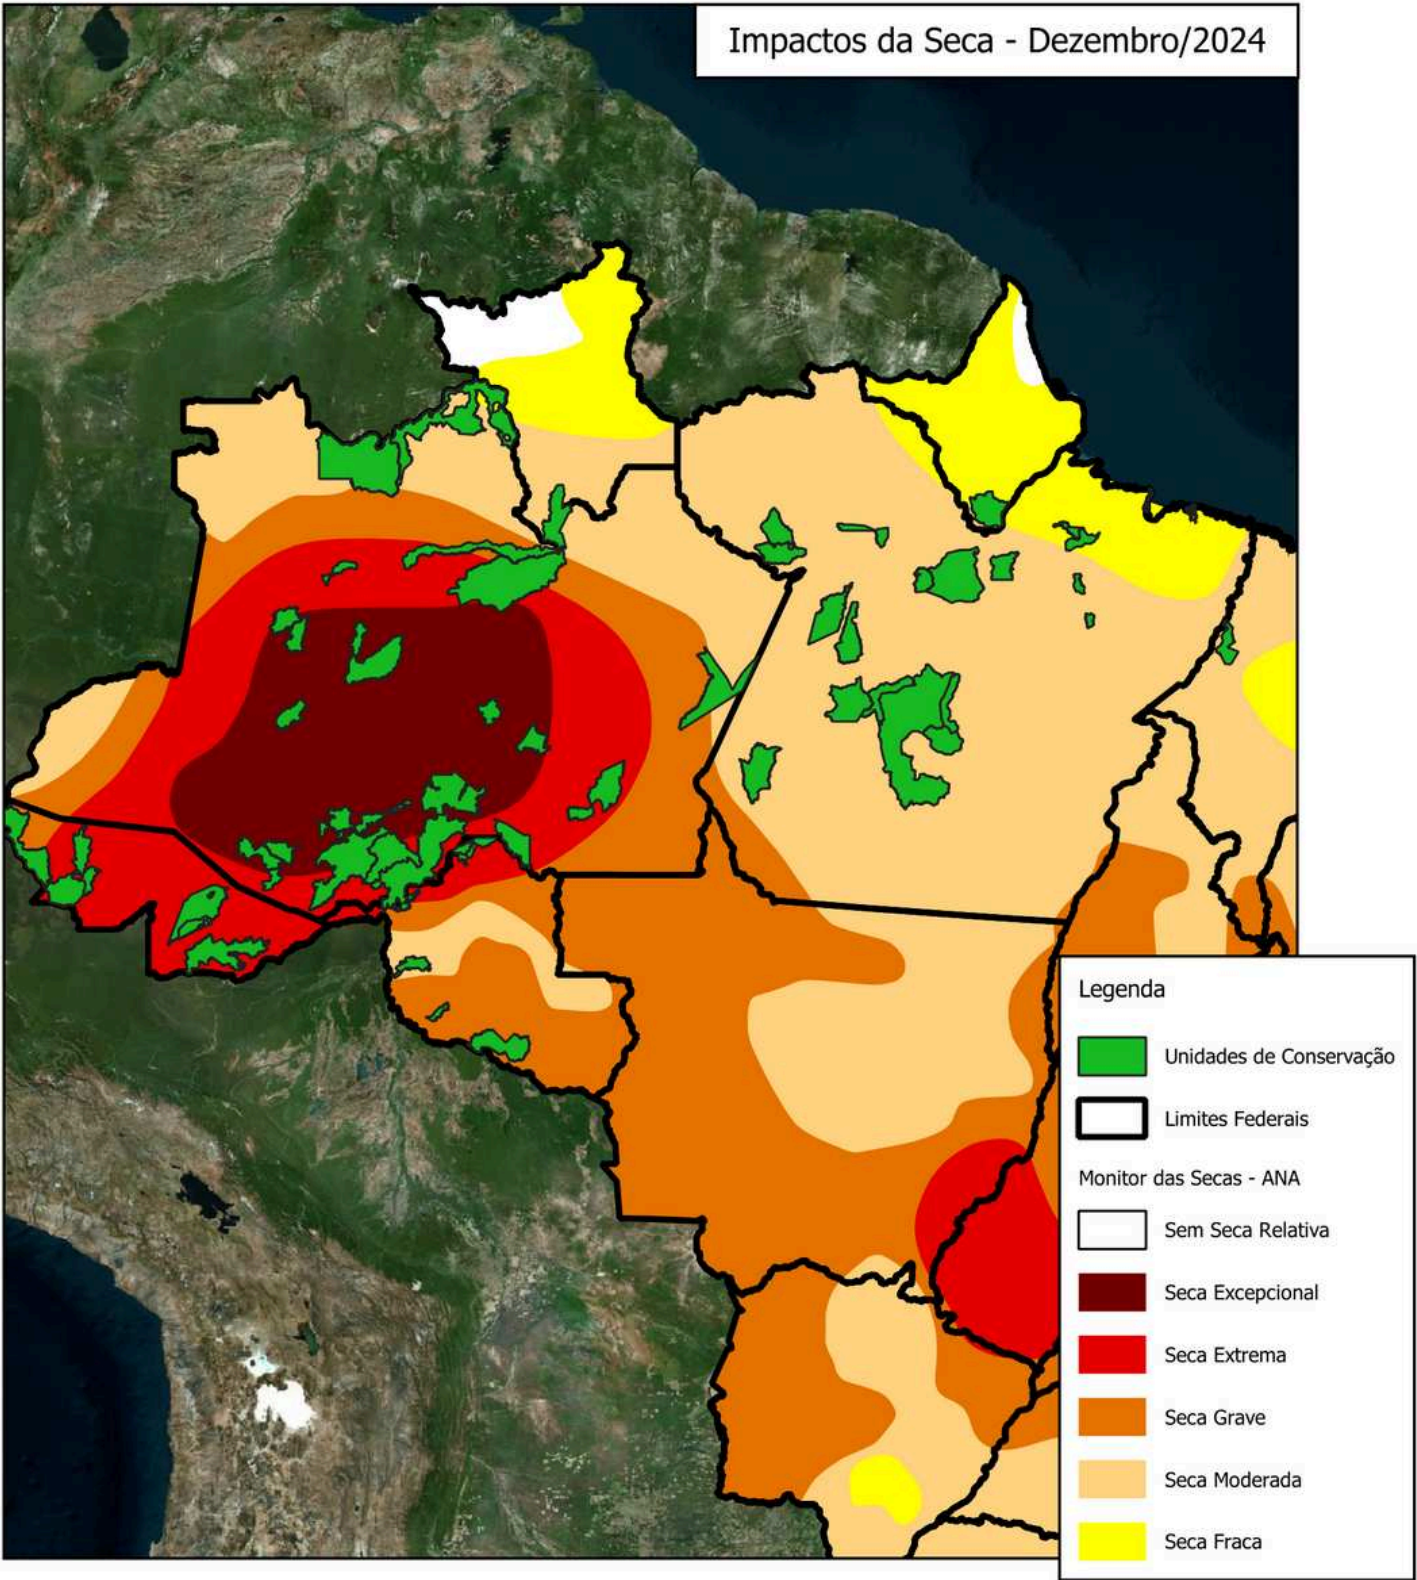 Impactos da Seca - Dezembro/2024
Legenda
Unidades de Conservação
Limites Federais
Monitor das Secas - ANA
Sem Seca Relativa
Seca Excepcional
Seca Extrema
Seca Grave
Seca Moderada
Seca Fraca